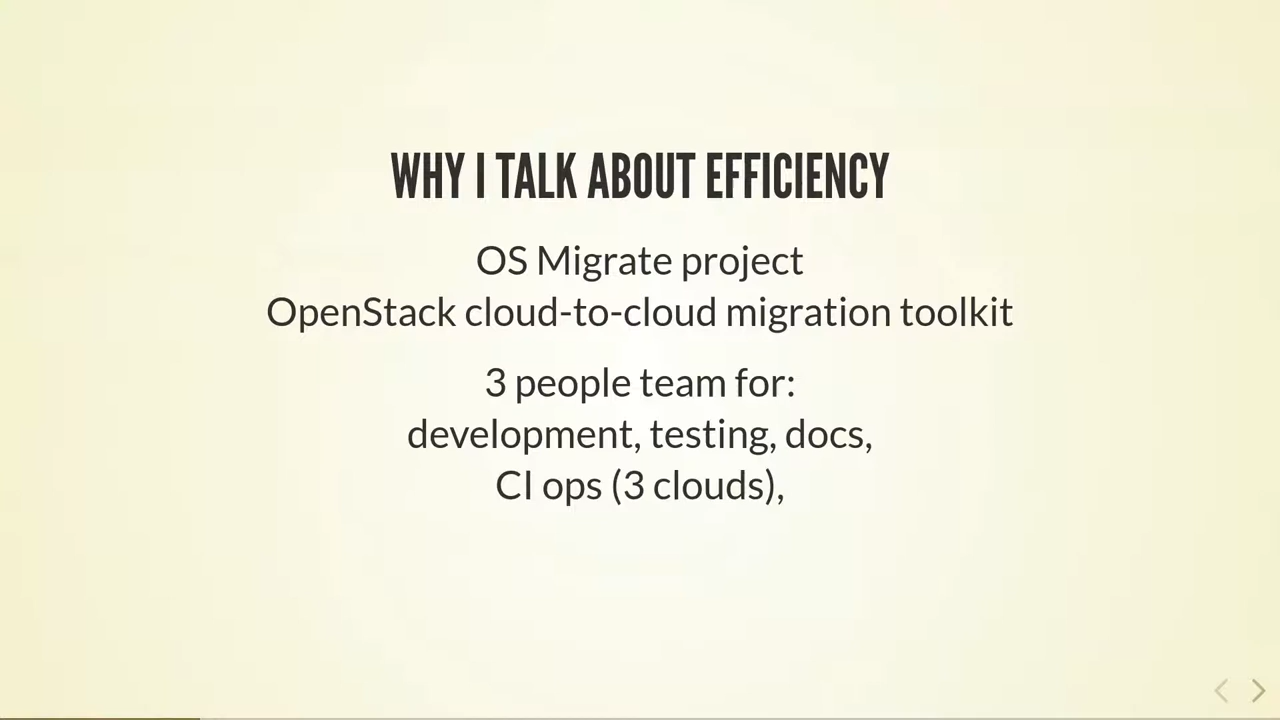 WHY I TALK ABOUT EFFICIENCY
OS Migrate project
OpenStack cloud-to-cloud migration toolkit
3 people team for:
development, testing, docs,
CI ops (3 clouds),